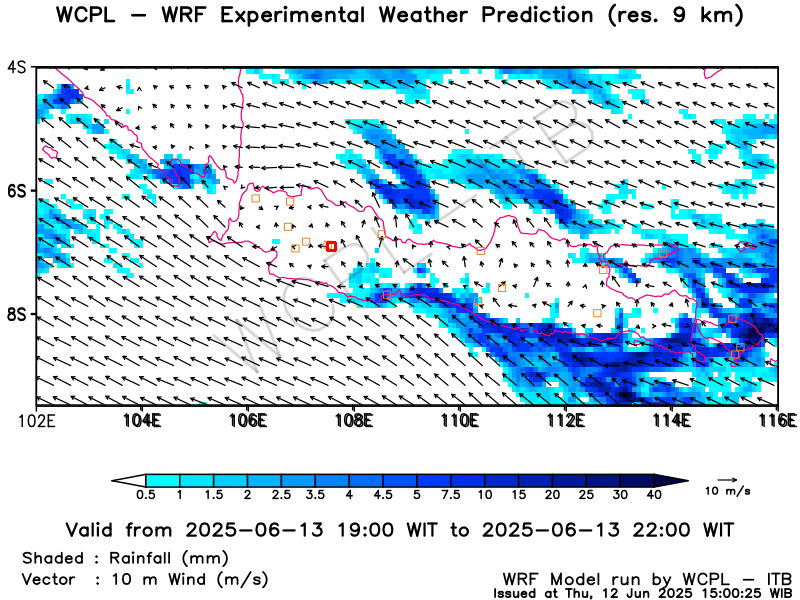 WCPL – WRF Experimental Weather Prediction (res. 9 km)
4S
6S
8S
102E 104E 106E 108E 110E 112E 114E 116E
WCPL-ITB
0.5 1 1.5 2 2.5 3.5 4 4.5 5 7.5 10 15 20 25 30 40
10 m/s
Valid from 2025-06-13 19:00 WIT to 2025-06-13 22:00 WIT
Shaded : Rainfall (mm)
Vector : 10 m Wind (m/s)
WRF Model run by WCPL – ITB
Issued at Thu, 12 Jun 2025 15:00:25 WIB